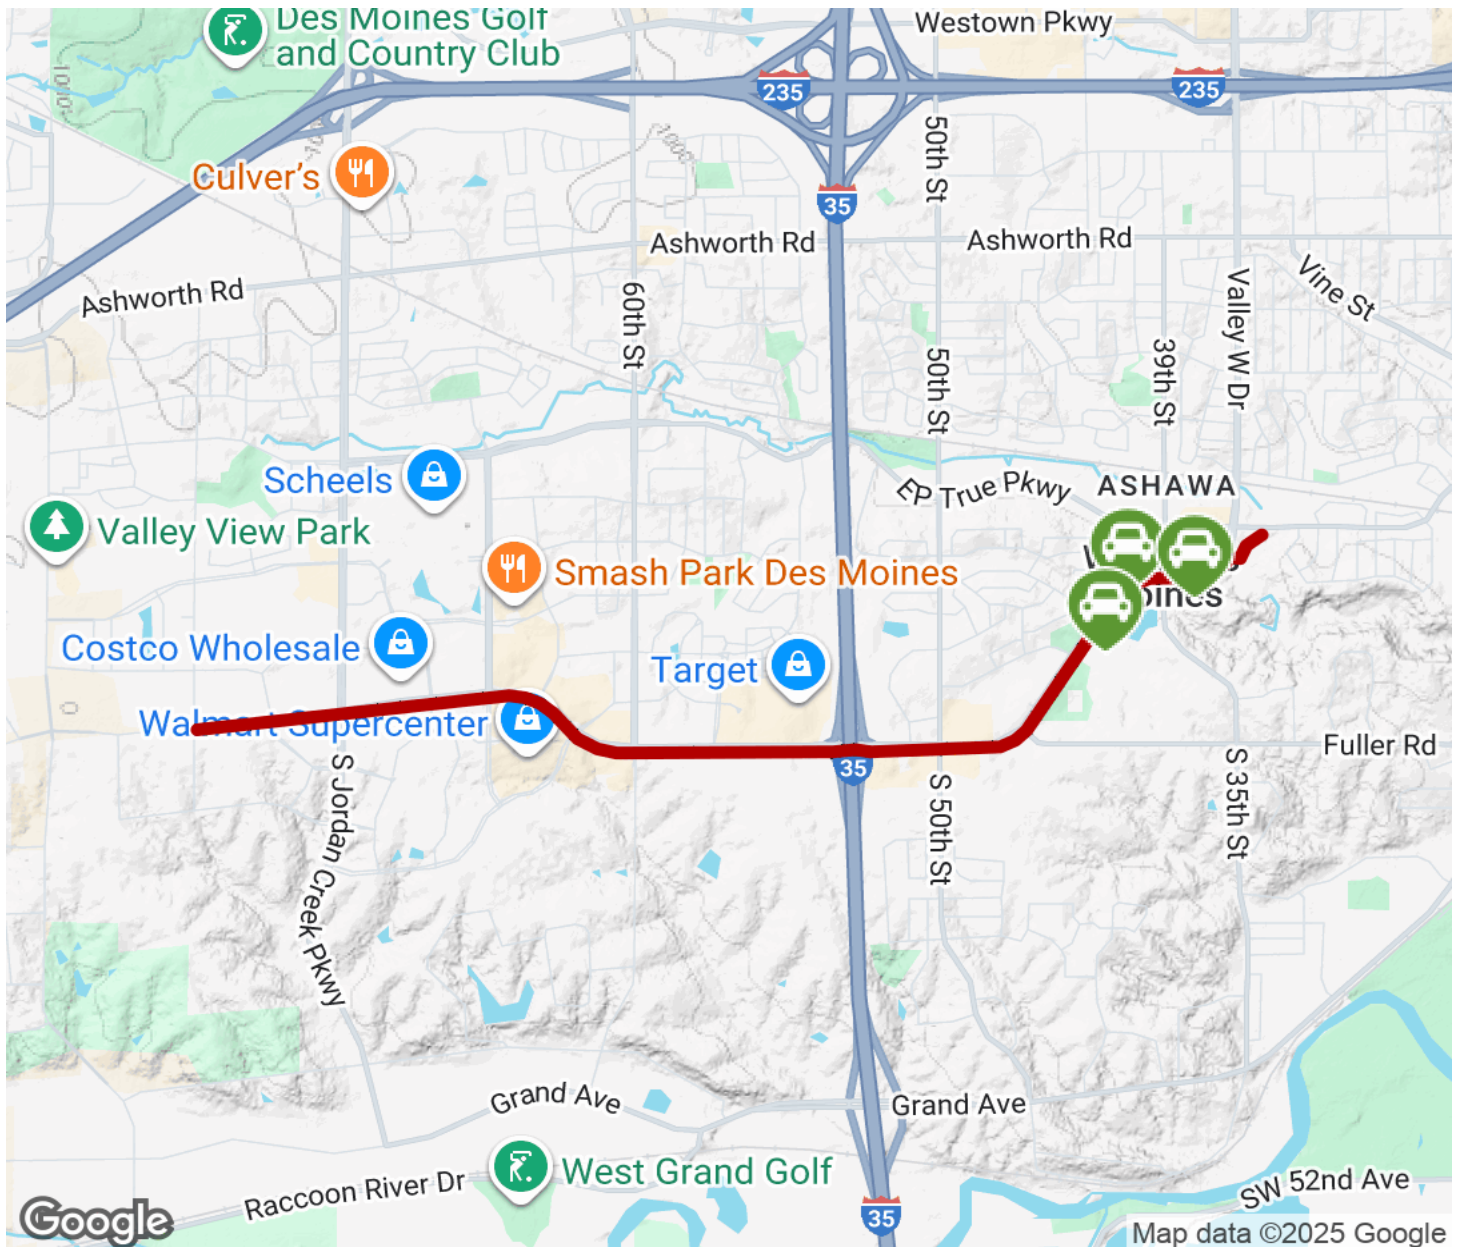 Des Moines Golf
and Country Club
Westown Pkwy
235
235
50th St
Culver's
35
Ashworth Rd
Ashworth Rd
Ashworth Rd
Vine St
60th St
Valley W Dr
39th St
50th St
Scheels
EP True Pkwy
ASHAWA
Valley View Park
Smash Park Des Moines
Costco Wholesale
Target
Walmart Supercenter
35
Fuller Rd
S Jordan Creek Pkwy
S 50th St
S 35th St
Grand Ave
Grand Ave
West Grand Golf
Raccoon River Dr
SW 52nd Ave
35
Google
Map data ©2025 Google